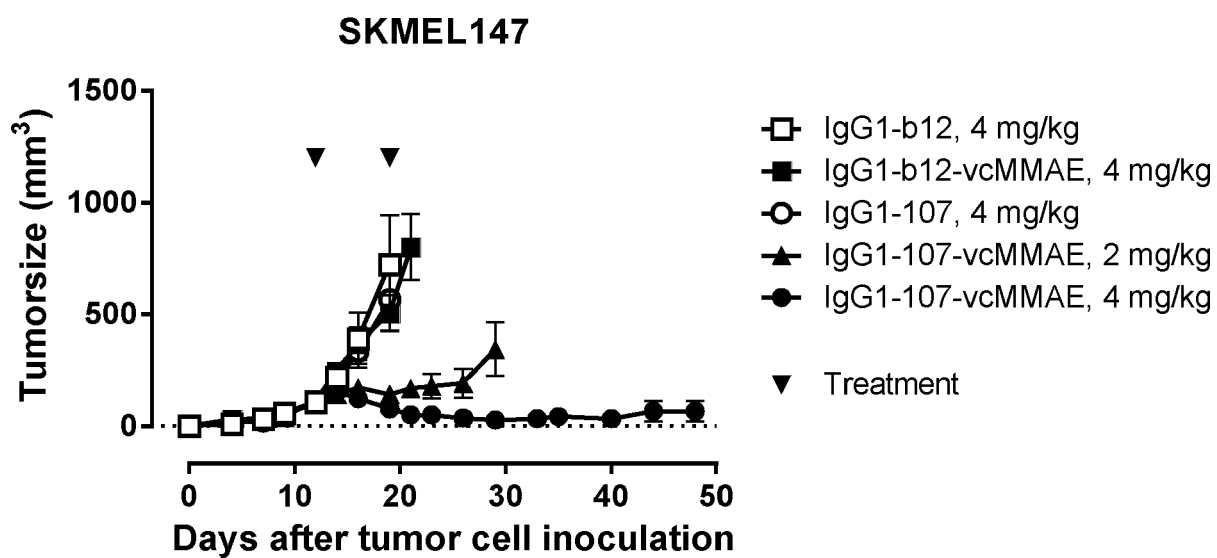 SKMEL147
1500
1000
500
0
Tumorsize (mm³)
0 10 20 30 40 50
Days after tumor cell inoculation
IgG1-b12, 4 mg/kg
IgG1-b12-vcMMAE, 4 mg/kg
IgG1-107, 4 mg/kg
IgG1-107-vcMMAE, 2 mg/kg
IgG1-107-vcMMAE, 4 mg/kg
Treatment